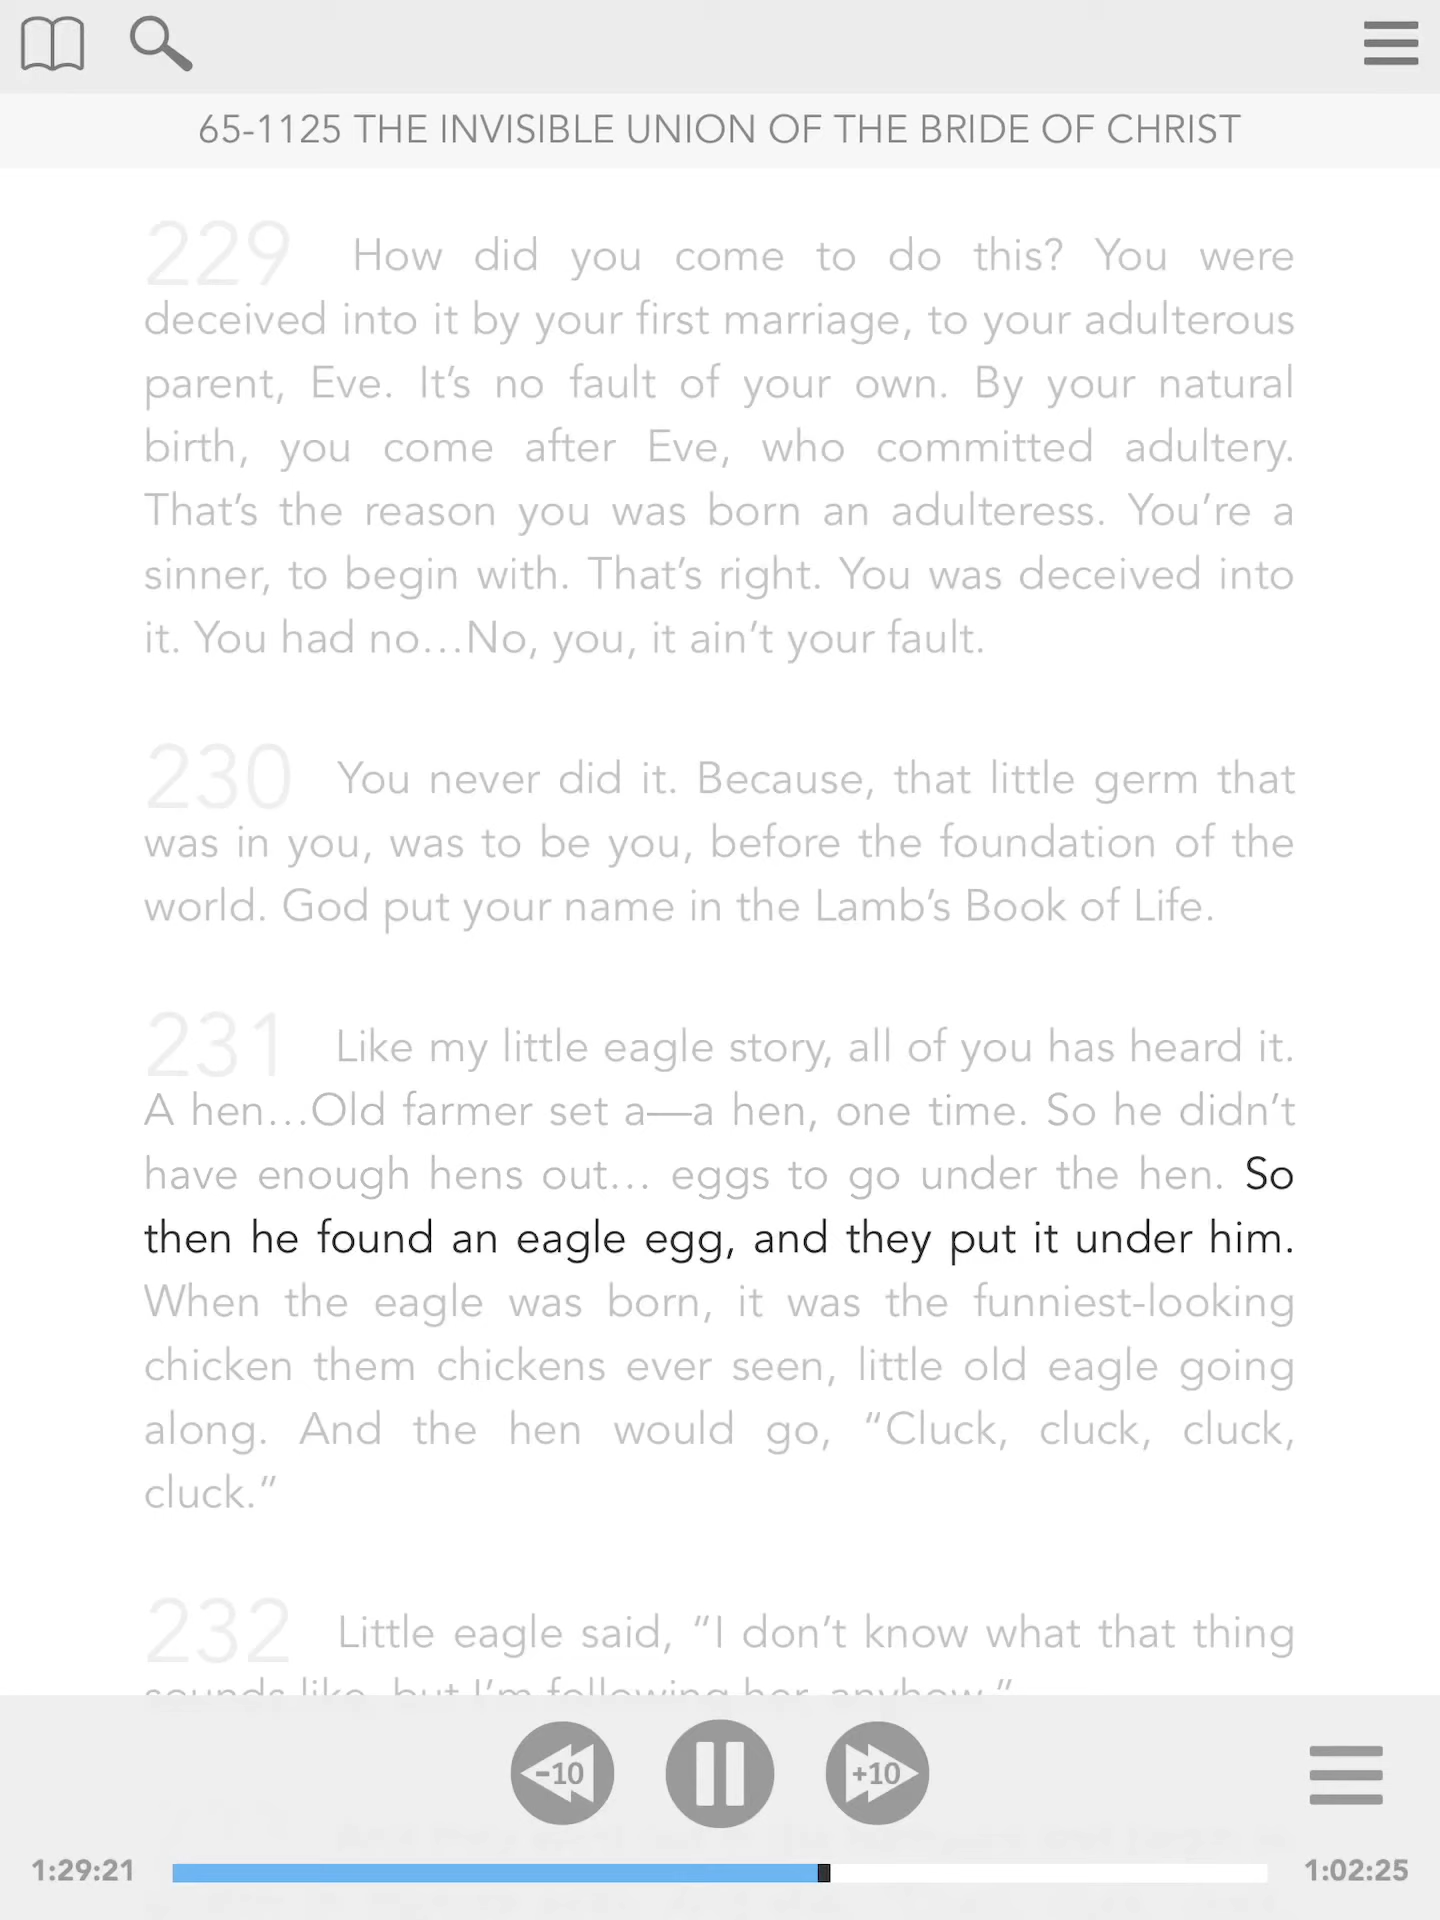 65-1125 THE INVISIBLE UNION OF THE BRIDE OF CHRIST
229 How did you come to do this? You were
deceived into it by your first marriage, to your adulterous
parent, Eve. It’s no fault of your own. By your natural
birth, you come after Eve, who committed adultery.
That’s the reason you was born an adulteress. You’re a
sinner, to begin with. That’s right. You was deceived into
it. You had no…No, you, it ain’t your fault.
230 You never did it. Because, that little germ that
was in you, was to be you, before the foundation of the
world. God put your name in the Lamb’s Book of Life.
231 Like my little eagle story, all of you has heard it.
A hen…Old farmer set a—a hen, one time. So he didn’t
have enough hens out… eggs to go under the hen. So
then he found an eagle egg, and they put it under him.
When the eagle was born, it was the funniest-looking
chicken them chickens ever seen, little old eagle going
along. And the hen would go, “Cluck, cluck, cluck,
cluck.”
232 Little eagle said, “I don’t know what that thing
sounds like, but I’m following her, anyhow.”
-10 +10
1:29:21 1:02:25